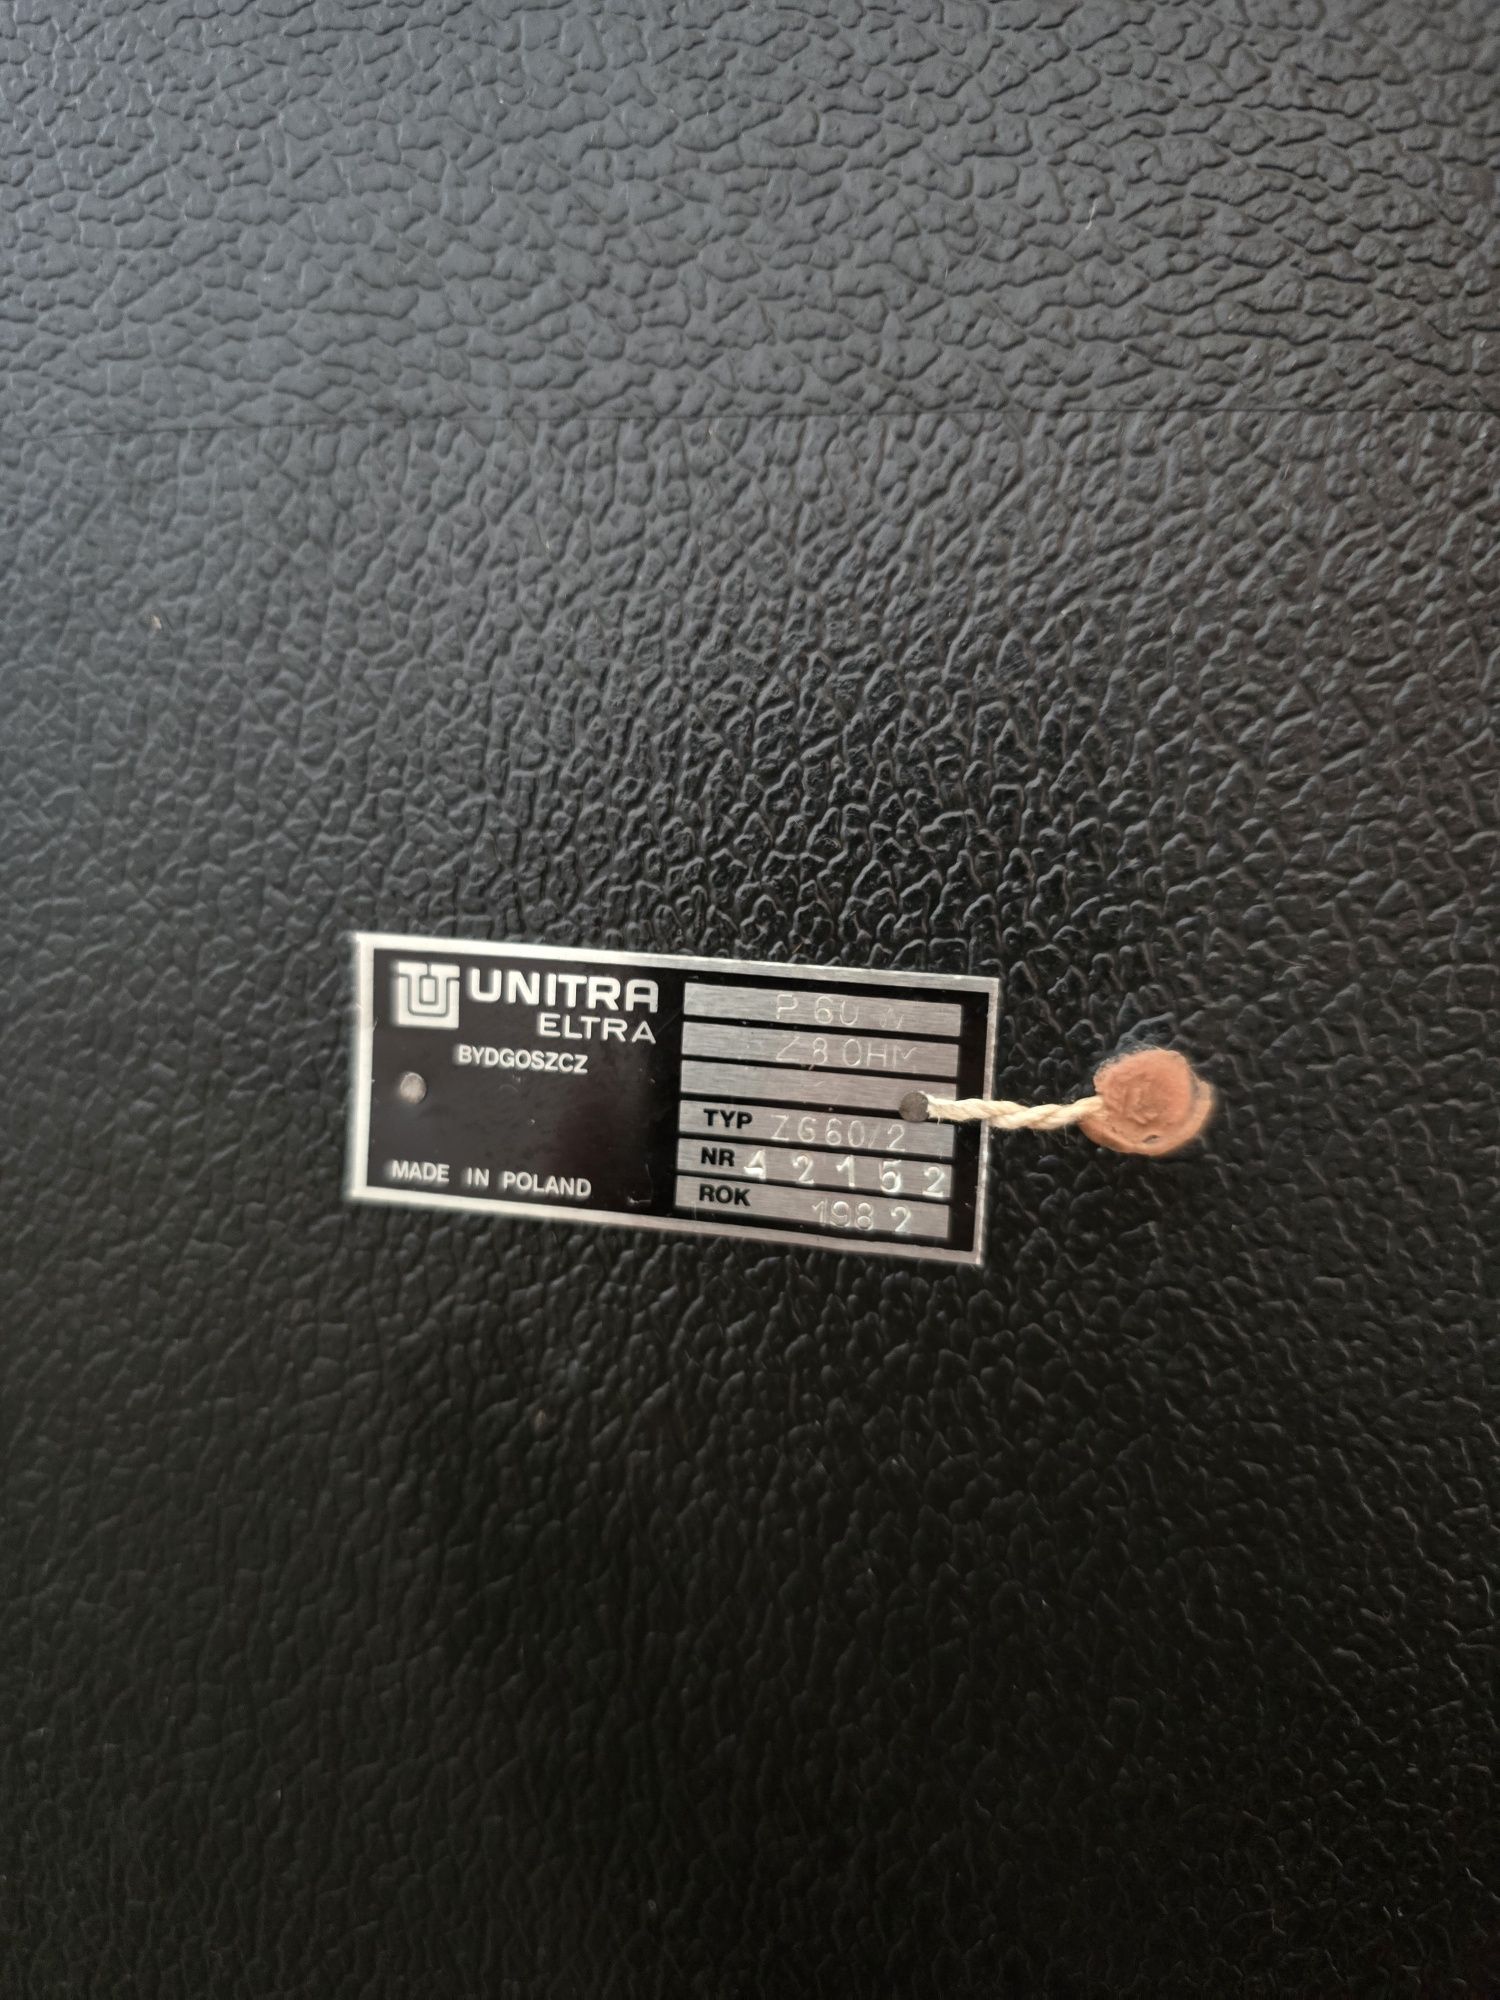 UNITRA
ELTRA
BYDGOSZCZ
MADE IN POLAND
P 60 W
Z 8 OHM
TYP ZG60/2
NR 42152
ROK 1982